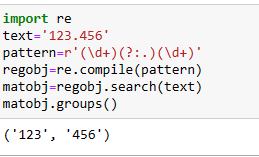 import re
text='123.456'
pattern=r'(\d+)(?:.)(\d+)'
regobj=re.compile(pattern)
matobj=regobj.search(text)
matobj.groups()
('123', '456')